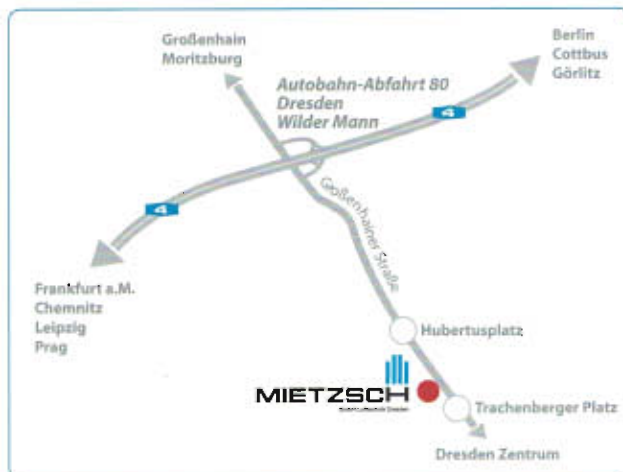 Großenhain
Moritzburg
Berlin
Cottbus
Görlitz
Autobahn-Abfahrt 80
Dresden
Wilder Mann
4
4
Großenhainer Straße
Frankfurt a.M.
Chemnitz
Leipzig
Prag
Hubertusplatz
MIETZSCH
Trachenberger Platz
Dresden Zentrum